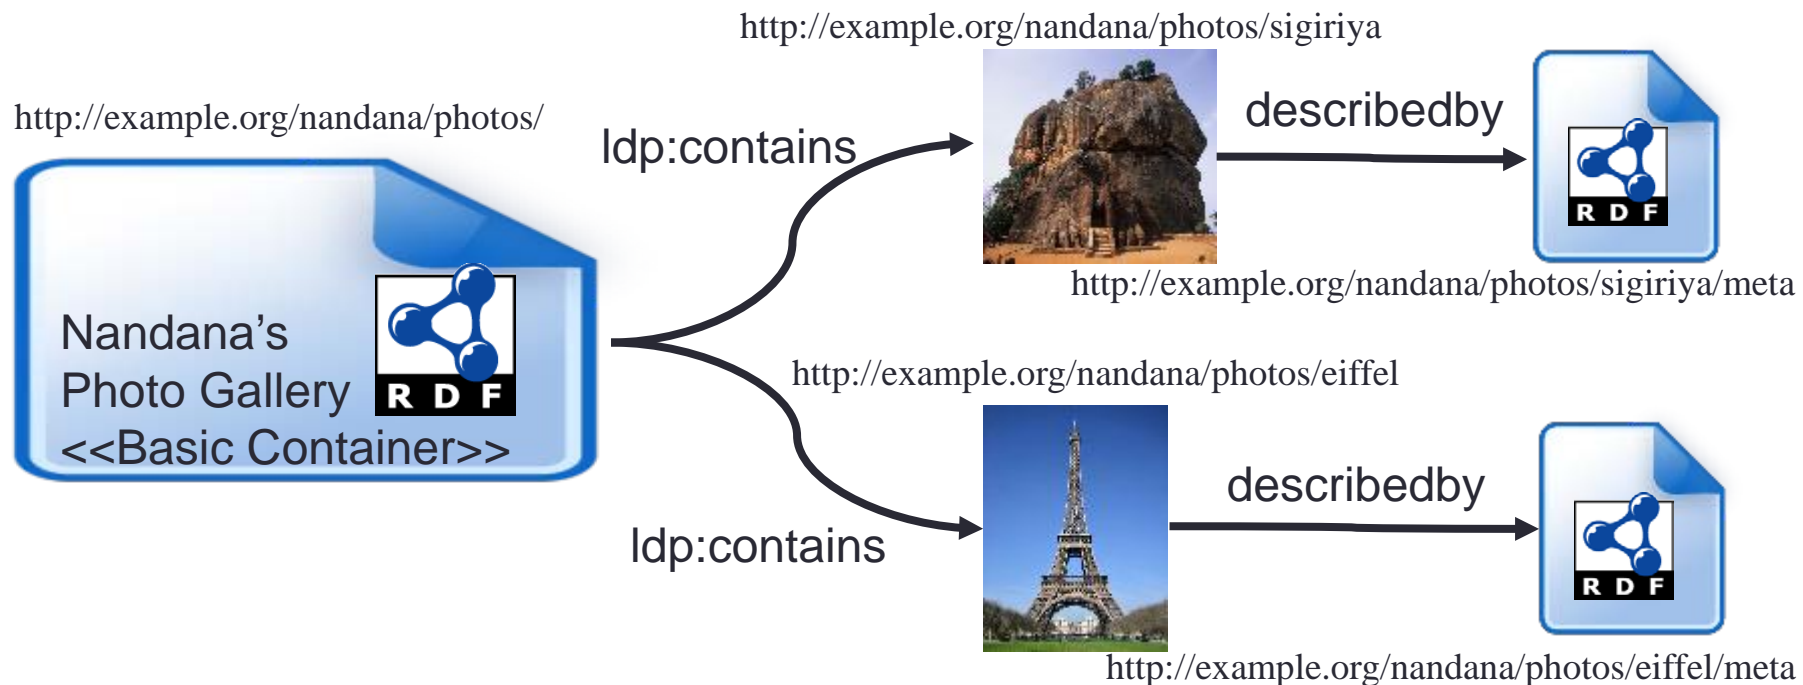 http://example.org/nandana/photos/sigiriya
http://example.org/nandana/photos/
ldp:contains
describedby
RDF
http://example.org/nandana/photos/sigiriya/meta
Nandana’s
Photo Gallery
RDF
<<Basic Container>>
http://example.org/nandana/photos/eiffel
ldp:contains
describedby
RDF
http://example.org/nandana/photos/eiffel/meta